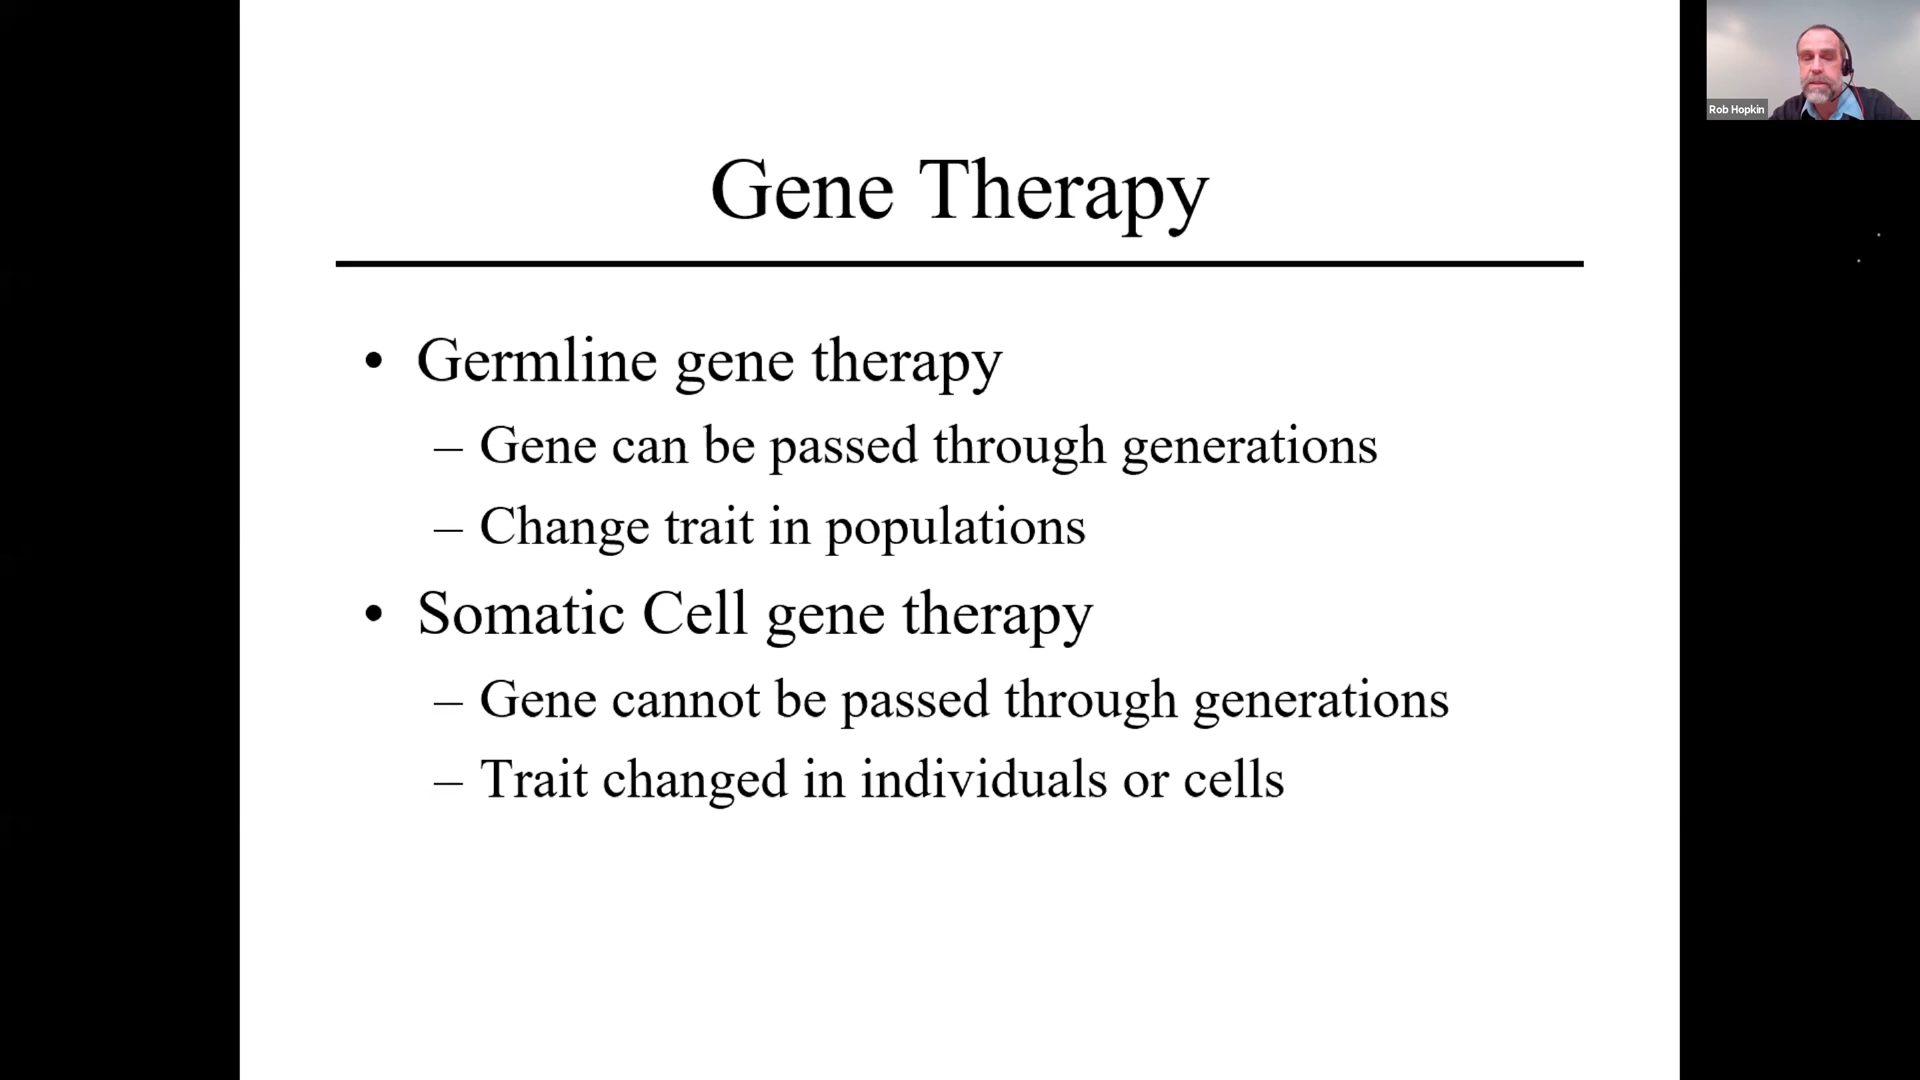 Rob Hopkin
Gene Therapy
• Germline gene therapy
– Gene can be passed through generations
– Change trait in populations
• Somatic Cell gene therapy
– Gene cannot be passed through generations
– Trait changed in individuals or cells